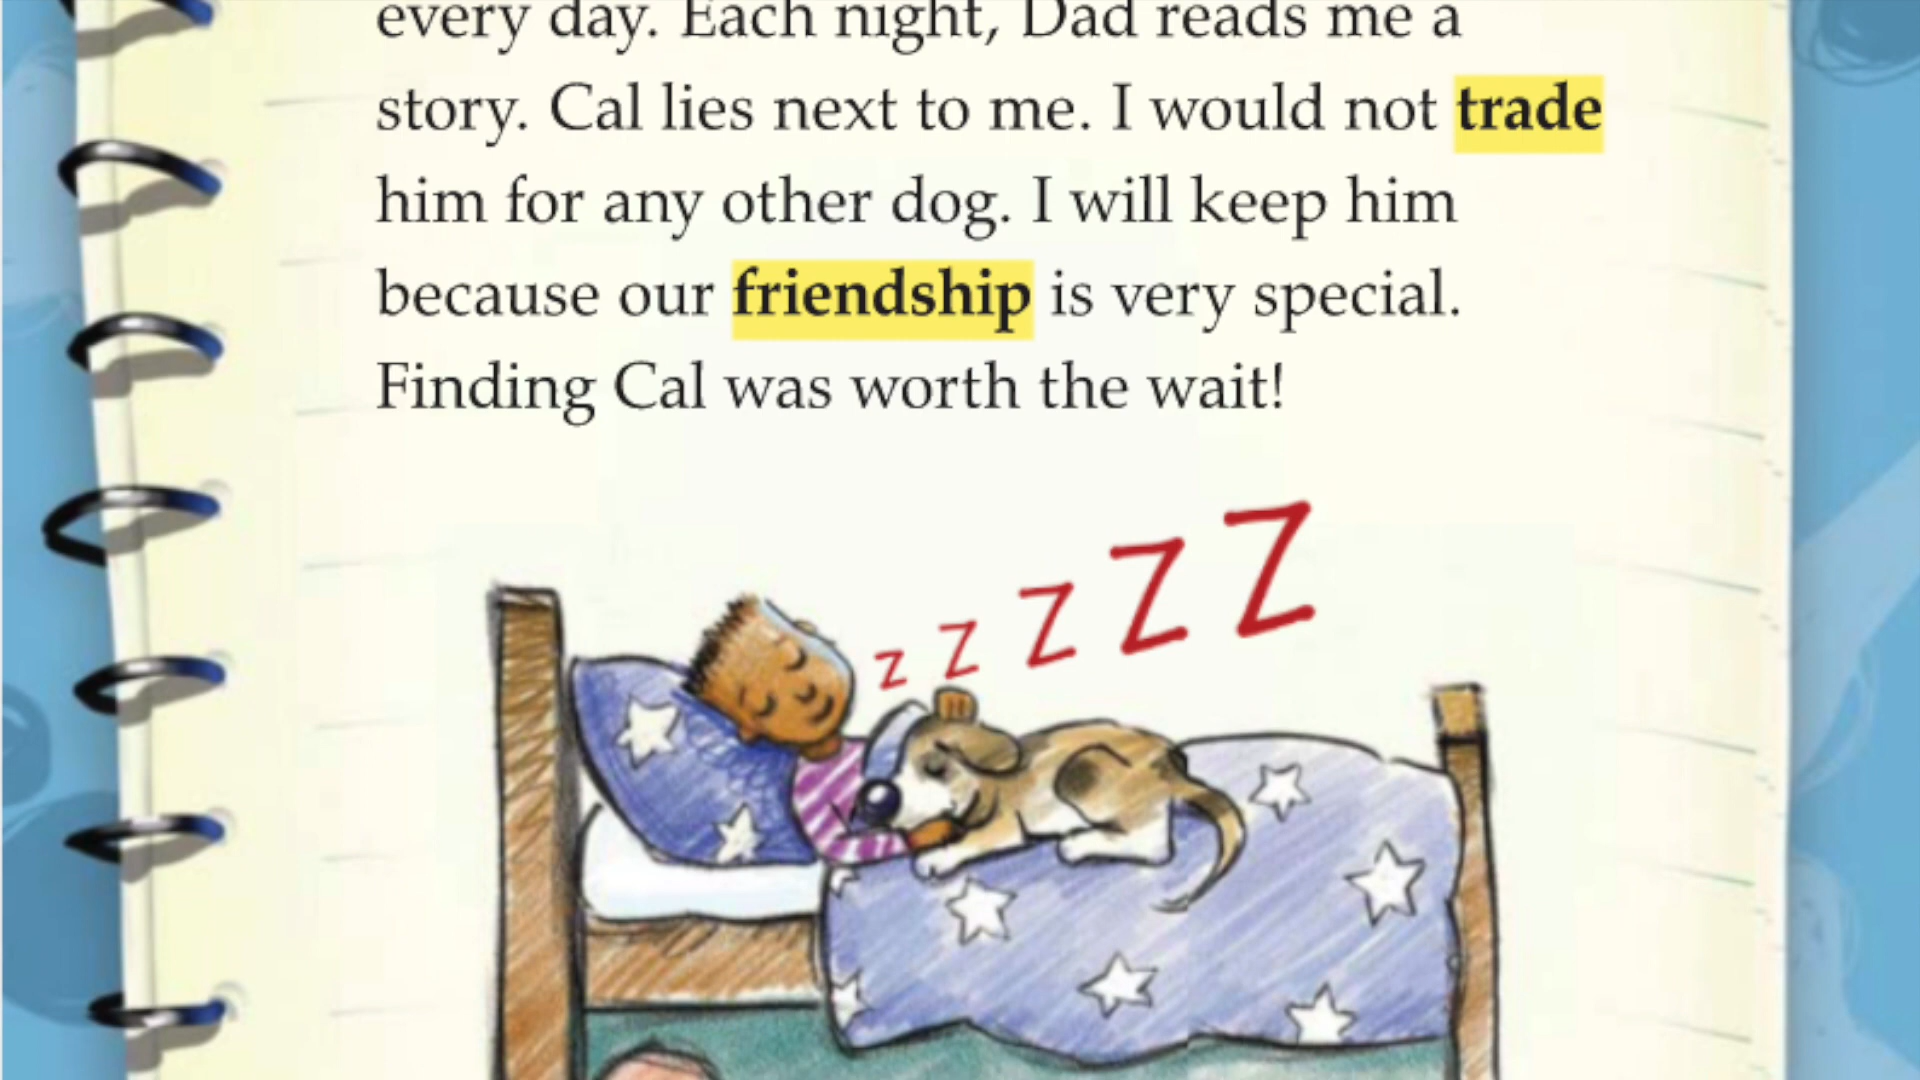 every day. Each night, Dad reads me a
story. Cal lies next to me. I would not trade
him for any other dog. I will keep him
because our friendship is very special.
Finding Cal was worth the wait!
z z z z z